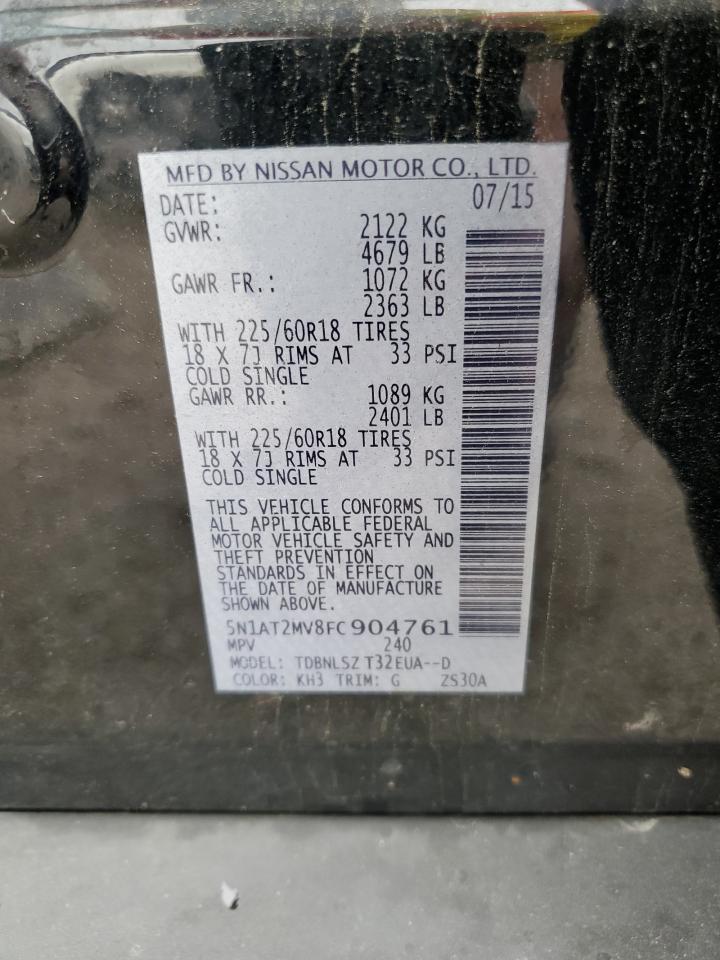 MFD BY NISSAN MOTOR CO., LTD.
DATE: 07/15
GVWR: 2122 KG
4679 LB
GAWR FR.: 1072 KG
2363 LB
WITH 225/60R18 TIRES
18 X 7J RIMS AT 33 PSI
COLD SINGLE
GAWR RR.: 1089 KG
2401 LB
WITH 225/60R18 TIRES
18 X 7J RIMS AT 33 PSI
COLD SINGLE
THIS VEHICLE CONFORMS TO
ALL APPLICABLE FEDERAL
MOTOR VEHICLE SAFETY AND
THEFT PREVENTION
STANDARDS IN EFFECT ON
THE DATE OF MANUFACTURE
SHOWN ABOVE.
5N1AT2MV8FC904761
MPV 240
MODEL: TDBNLSZ T32EUA--D
COLOR: KH3 TRIM: G ZS30A